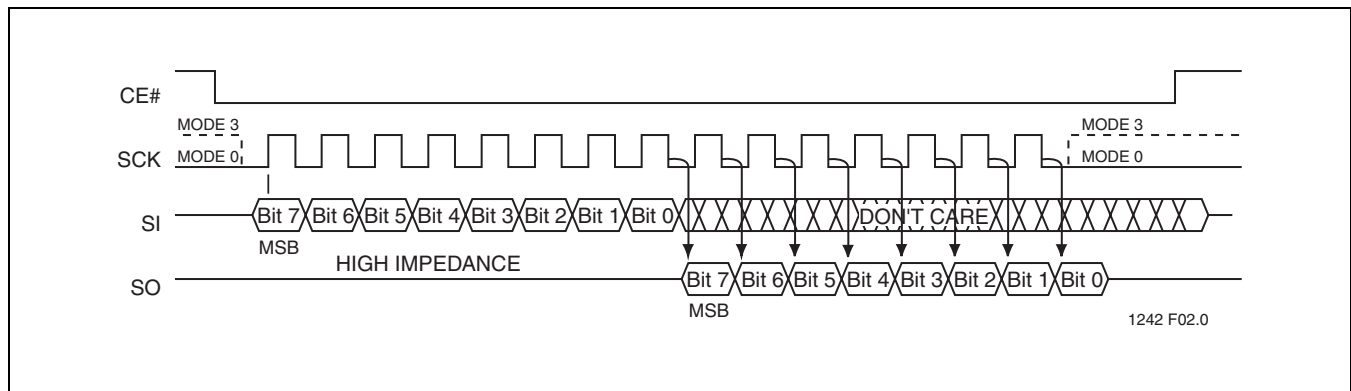 CE#
MODE 3
MODE 3
SCK
MODE 0
MODE 0
SI
Bit 7 Bit 6 Bit 5 Bit 4 Bit 3 Bit 2 Bit 1 Bit 0
DON'T CARE
MSB
HIGH IMPEDANCE
SO
Bit 7 Bit 6 Bit 5 Bit 4 Bit 3 Bit 2 Bit 1 Bit 0
MSB
1242 F02.0